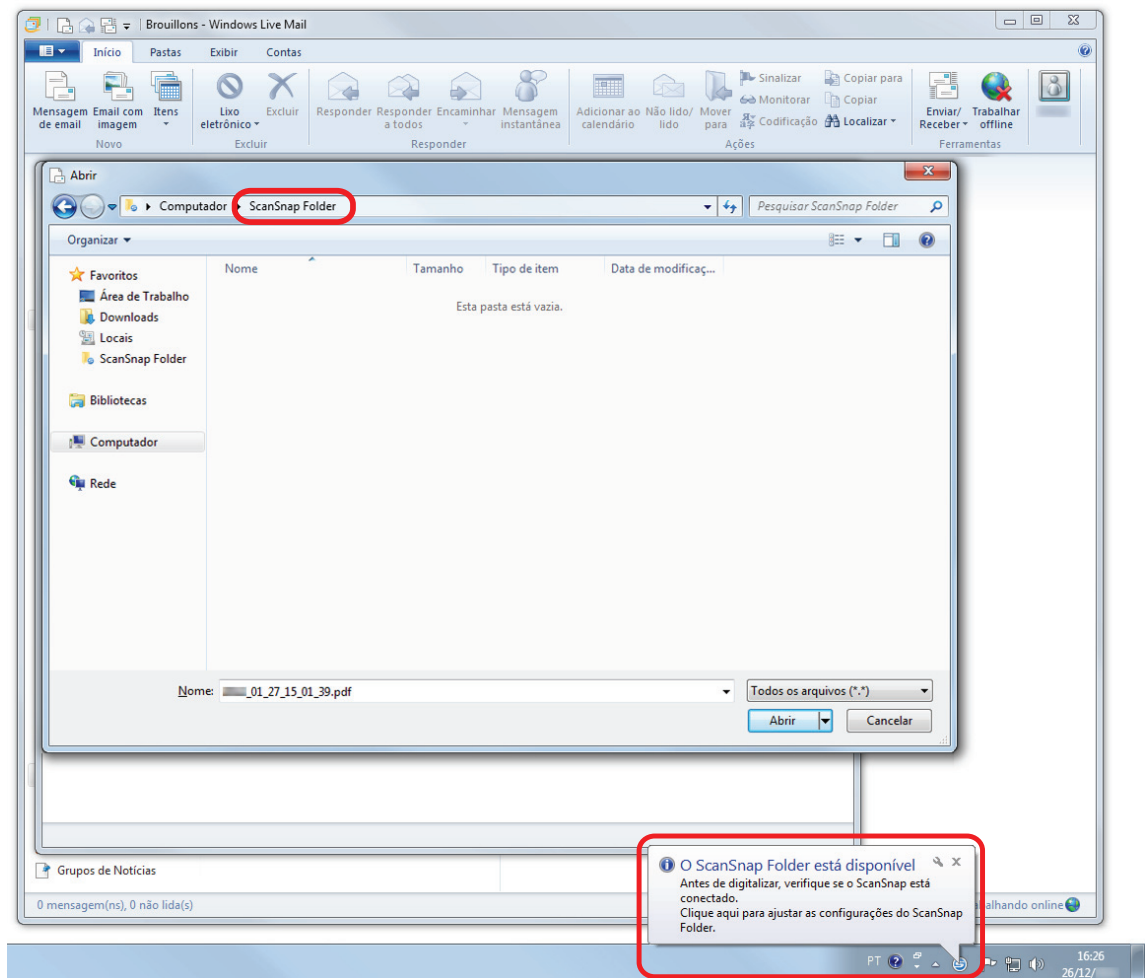 Brouillons - Windows Live Mail
Início Pastas Exibir Contas
Mensagem de email
Email com imagem
Itens
Lixo eletrônico
Excluir
Responder
Responder a todos
Encaminhar
Mensagem instantânea
Adicionar ao calendário
Não lido/ lido
Mover para
Sinalizar
Monitorar
Codificação
Copiar para
Copiar
Localizar
Enviar/ Receber
Trabalhar offline
Novo Excluir Responder Ações Ferramentas
Abrir
Computador ScanSnap Folder
Pesquisar ScanSnap Folder
Organizar
Nome Tamanho Tipo de item Data de modificaç...
Esta pasta está vazia.
Favoritos
Área de Trabalho
Downloads
Locais
ScanSnap Folder
Bibliotecas
Computador
Rede
Nome: _01_27_15_01_39.pdf
Todos os arquivos (*.*)
Abrir Cancelar
Grupos de Notícias
O ScanSnap Folder está disponível
Antes de digitalizar, verifique se o ScanSnap está
conectado.
Clique aqui para ajustar as configurações do ScanSnap
Folder.
0 mensagem(ns), 0 não lida(s)
alhando online
PT
16:26
26/12/